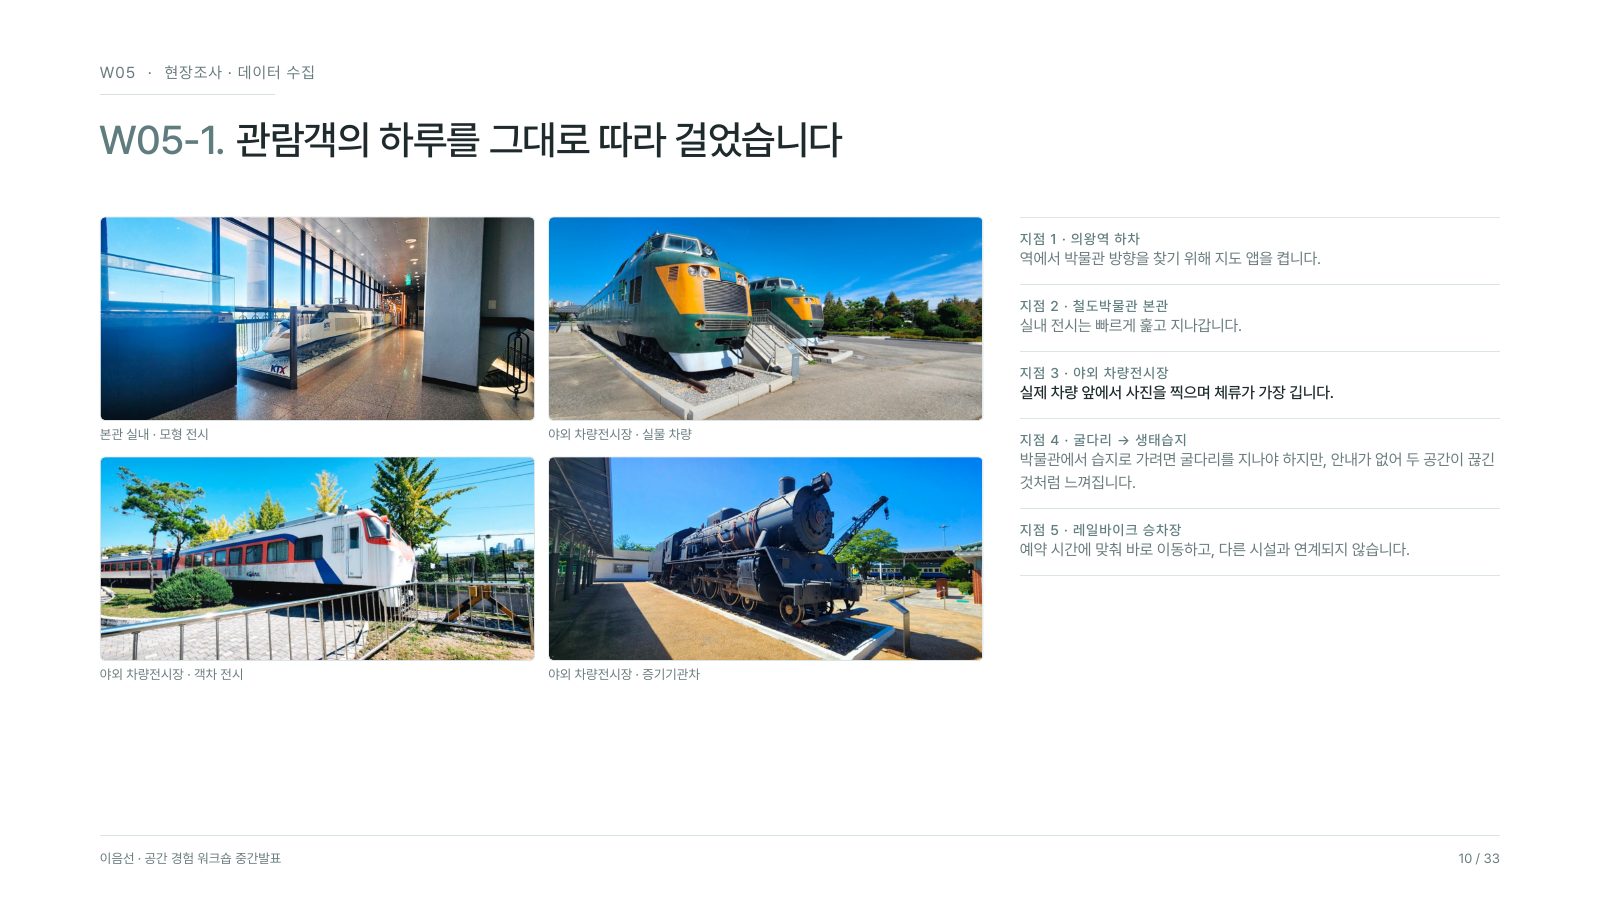 W05 · 현장조사 · 데이터 수집
W05-1. 관람객의 하루를 그대로 따라 걸었습니다
KTX
본관 실내 · 모형 전시
야외 차량전시장 · 실물 차량
야외 차량전시장 · 객차 전시
야외 차량전시장 · 증기기관차
지점 1 · 의왕역 하차
역에서 박물관 방향을 찾기 위해 지도 앱을 켭니다.
지점 2 · 철도박물관 본관
실내 전시는 빠르게 훑고 지나갑니다.
지점 3 · 야외 차량전시장
실제 차량 앞에서 사진을 찍으며 체류가 가장 깁니다.
지점 4 · 굴다리 → 생태습지
박물관에서 습지로 가려면 굴다리를 지나야 하지만, 안내가 없어 두 공간이 끊긴
것처럼 느껴집니다.
지점 5 · 레일바이크 승차장
예약 시간에 맞춰 바로 이동하고, 다른 시설과 연계되지 않습니다.
이음선 · 공간 경험 워크숍 중간발표
10 / 33